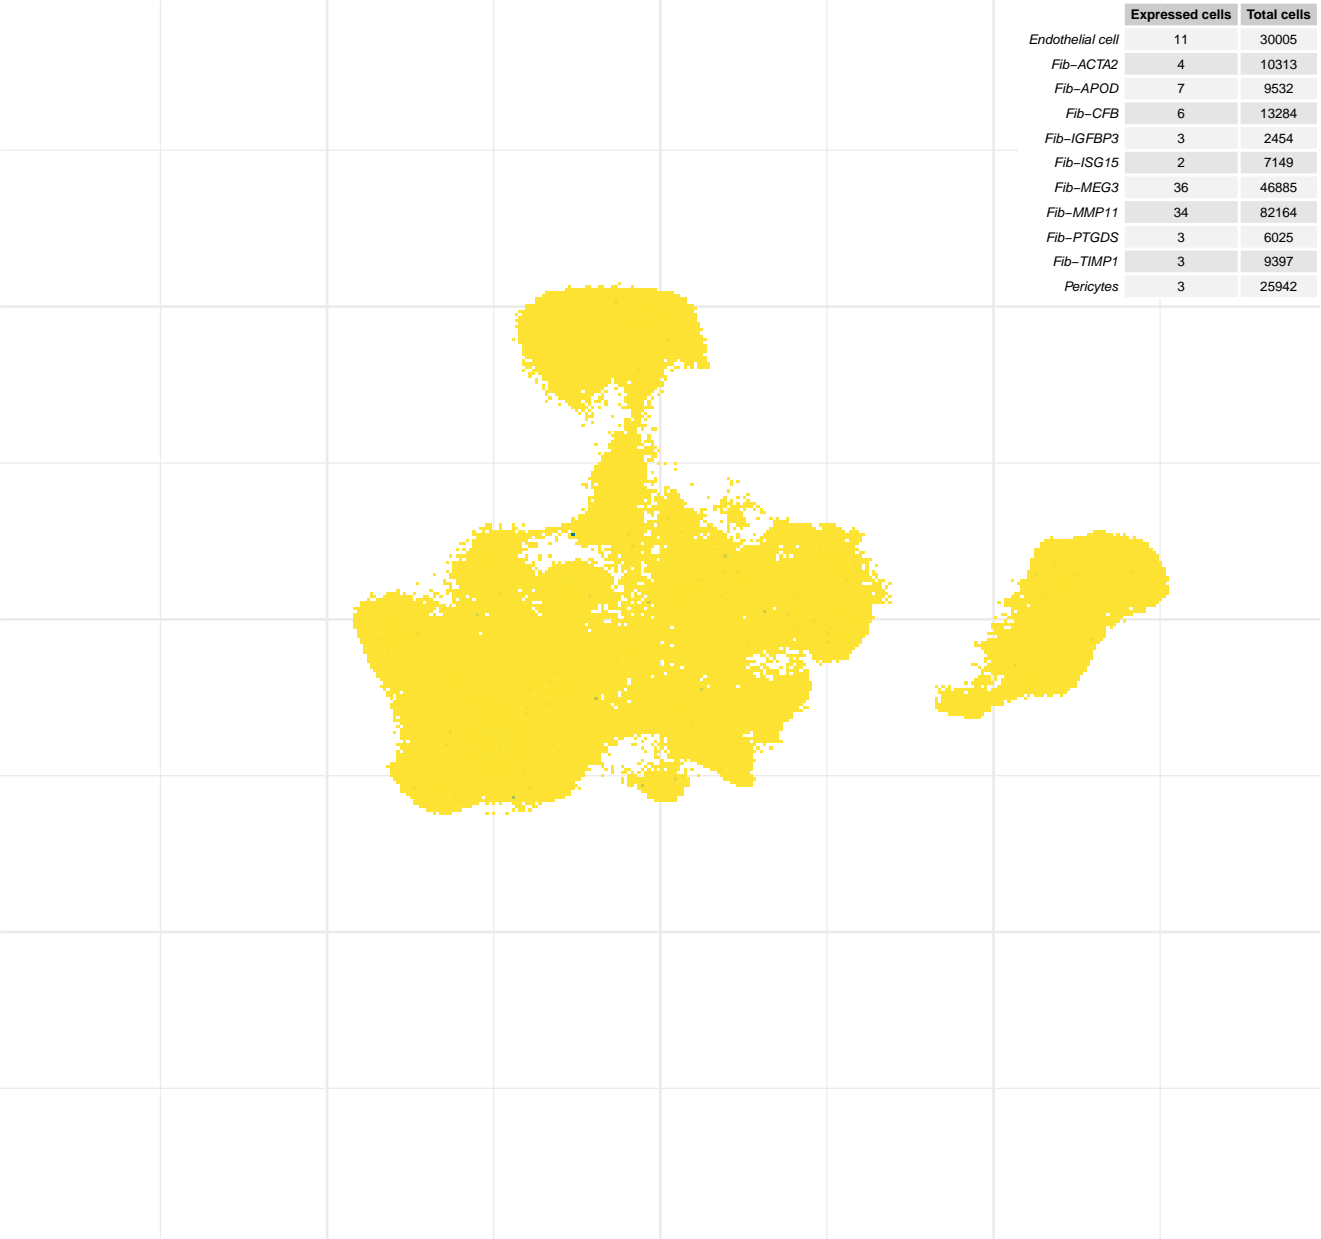 Expressed cells Total cells
Endothelial cell 11 30005
Fib−ACTA2 4 10313
Fib−APOD 7 9532
Fib−CFB 6 13284
Fib−IGFBP3 3 2454
Fib−ISG15 2 7149
Fib−MEG3 36 46885
Fib−MMP11 34 82164
Fib−PTGDS 3 6025
Fib−TIMP1 3 9397
Pericytes 3 25942